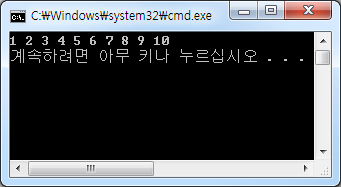 C:₩Windows₩system32₩cmd.exe
1 2 3 4 5 6 7 8 9 10
계속하려면 아무 키나 누르십시오 . . .